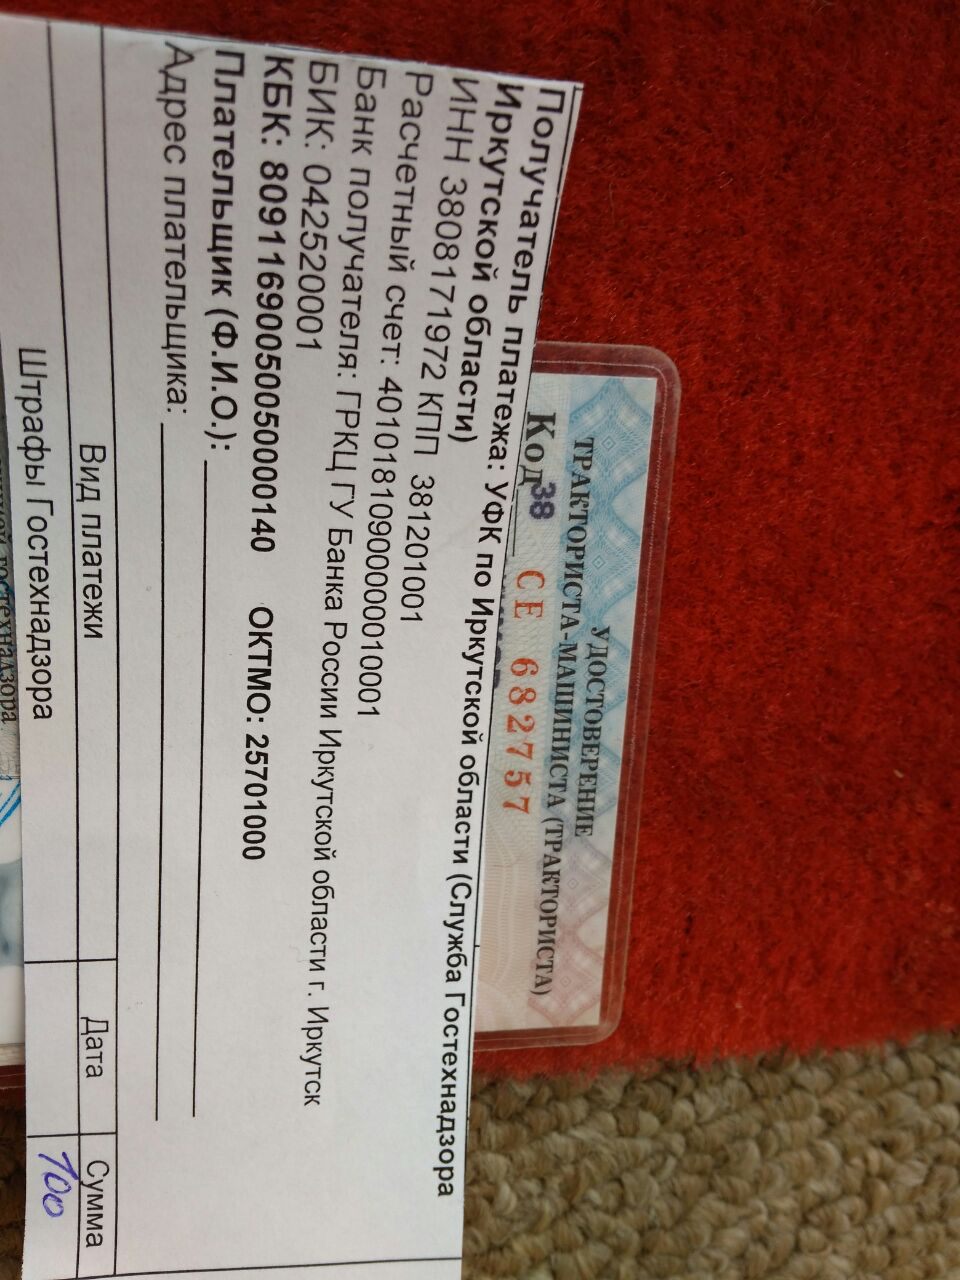 Получатель платежа: УФК по Иркутской области (Служба Гостехнадзора
Иркутской области)
ИНН 3808171972 КПП 381201001
Расчетный счет: 40101810900000010001
Банк получателя: ГРКЦ ГУ Банка России Иркутской области г. Иркутск
БИК: 042520001
КБК: 80911690050050000140 ОКТМО: 25701000
Плательщик (Ф.И.О.):
Адрес плательщика:
Вид платежи Дата Сумма
Штрафы Гостехнадзора 100
УДОСТОВЕРЕНИЕ
ТРАКТОРИСТА-МАШИНИСТА (ТРАКТОРИСТА)
Код 38 СЕ 682757
гостехнадзора